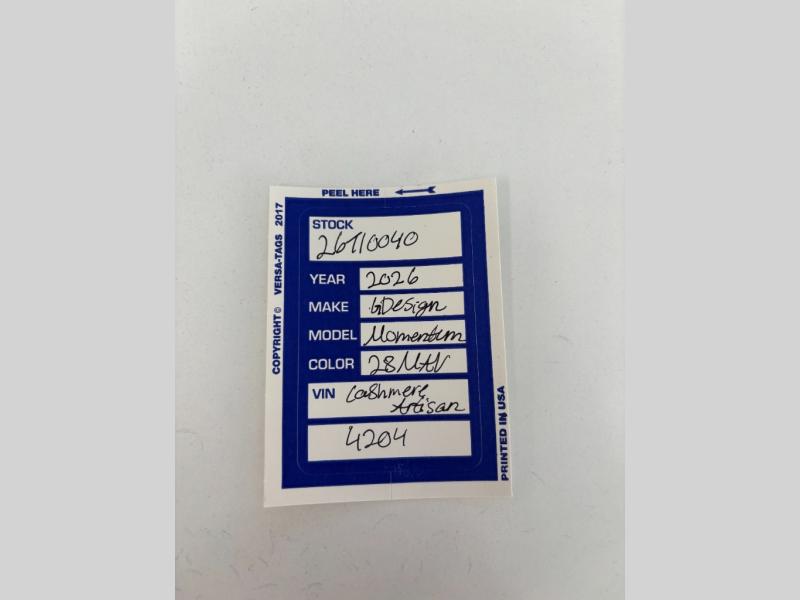 PEEL HERE
COPYRIGHT© VERSA-TAGS 2017
STOCK
26T10040
YEAR 2026
MAKE GDesign
MODEL Momentum
COLOR 28MAV
VIN Cashmere
Artisan
4204
PRINTED IN USA